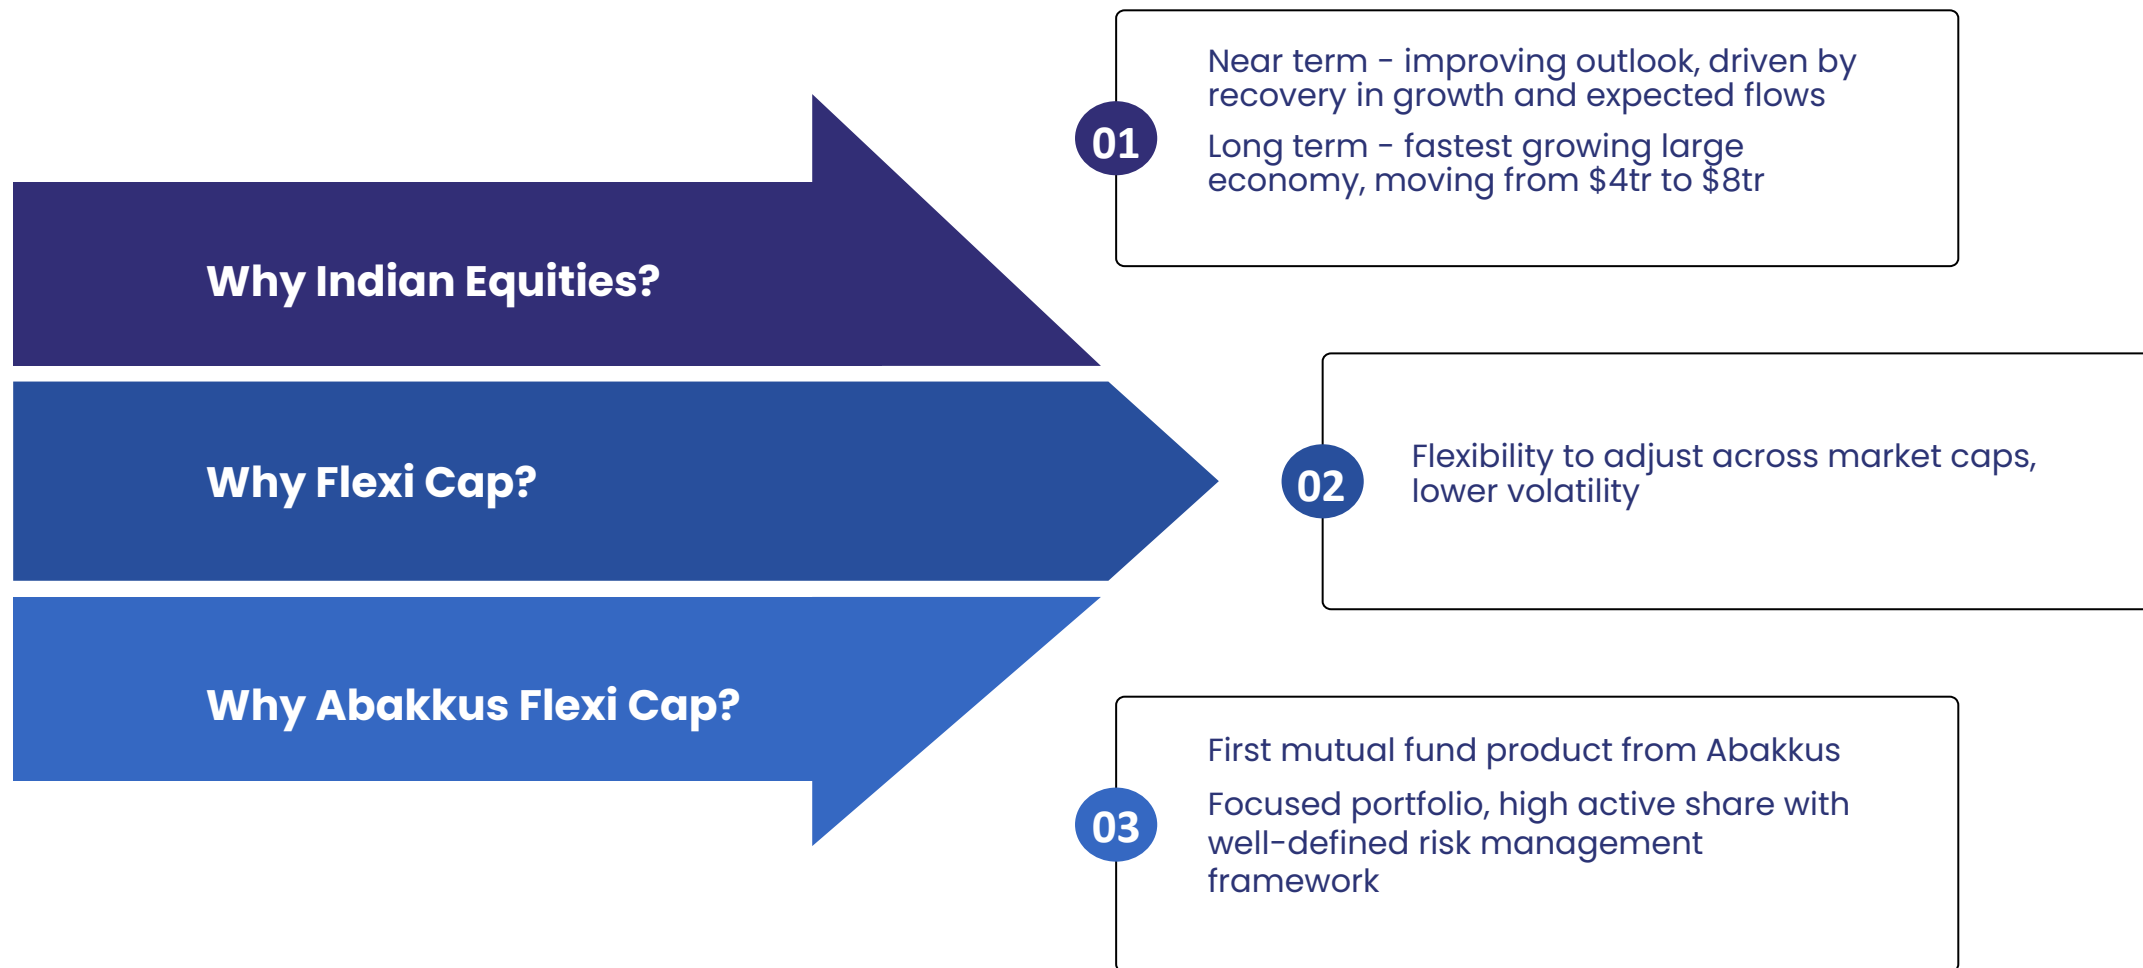 Why Indian Equities?
01
Near term - improving outlook, driven by
recovery in growth and expected flows
Long term - fastest growing large
economy, moving from $4tr to $8tr
Why Flexi Cap?
02
Flexibility to adjust across market caps,
lower volatility
Why Abakkus Flexi Cap?
03
First mutual fund product from Abakkus
Focused portfolio, high active share with
well-defined risk management
framework